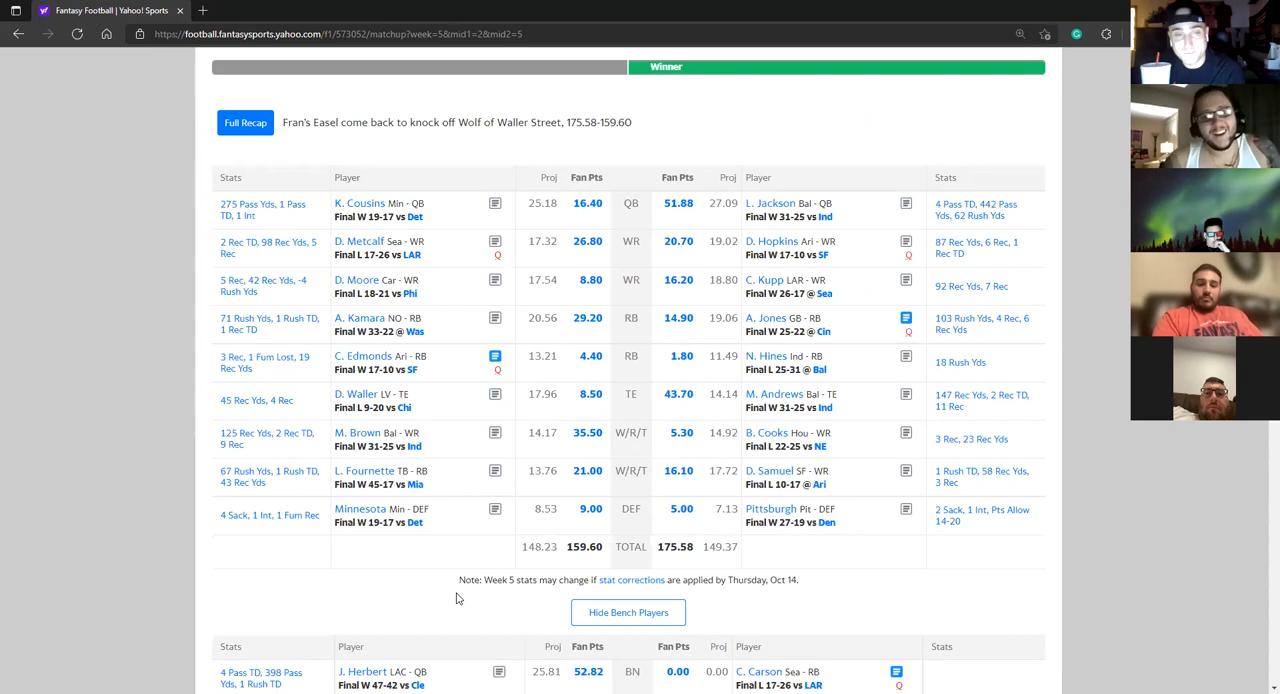 Fantasy Football | Yahoo! Sports
https://football.fantasysports.yahoo.com/f1/573052/matchup?week=5&mid1=2&mid2=5
Winner
Full Recap Fran's Easel come back to knock off Wolf of Waller Street, 175.58-159.60
Stats Player Proj Fan Pts Fan Pts Proj Player Stats
275 Pass Yds, 1 Pass K. Cousins Min - QB 25.18 16.40 QB 51.88 27.09 L. Jackson Bal - QB 4 Pass TD, 442 Pass
TD, 1 Int Final W 19-17 vs Det Final W 31-25 vs Ind Yds, 62 Rush Yds
2 Rec TD, 98 Rec Yds, 5 D. Metcalf Sea - WR 17.32 26.80 WR 20.70 19.02 D. Hopkins Ari - WR 87 Rec Yds, 6 Rec, 1
Rec Final L 17-26 vs LAR Q Final W 17-10 vs SF Q Rec TD
5 Rec, 42 Rec Yds, -4 D. Moore Car - WR 17.54 8.80 WR 16.20 18.80 C. Kupp LAR - WR 92 Rec Yds, 7 Rec
Rush Yds Final L 18-21 vs Phi Final W 26-17 @ Sea
71 Rush Yds, 1 Rush TD, A. Kamara NO - RB 20.56 29.20 RB 14.90 19.06 A. Jones GB - RB 103 Rush Yds, 4 Rec, 6
1 Rec TD Final W 33-22 @ Was Final W 25-22 @ Cin Q Rec Yds
3 Rec, 1 Fum Lost, 19 C. Edmonds Ari - RB 13.21 4.40 RB 1.80 11.49 N. Hines Ind - RB 18 Rush Yds
Rec Yds Final W 17-10 vs SF Q Final L 25-31 @ Bal
45 Rec Yds, 4 Rec D. Waller LV - TE 17.96 8.50 TE 43.70 14.14 M. Andrews Bal - TE 147 Rec Yds, 2 Rec TD,
Final L 9-20 vs Chi Final W 31-25 vs Ind 11 Rec
125 Rec Yds, 2 Rec TD, M. Brown Bal - WR 14.17 35.50 W/R/T 5.30 14.92 B. Cooks Hou - WR 3 Rec, 23 Rec Yds
9 Rec Final W 31-25 vs Ind Final L 22-25 vs NE
67 Rush Yds, 1 Rush TD, L. Fournette TB - RB 13.76 21.00 W/R/T 16.10 17.72 D. Samuel SF - WR 1 Rush TD, 58 Rec Yds,
43 Rec Yds Final W 45-17 vs Mia Final L 10-17 @ Ari 3 Rec
4 Sack, 1 Int, 1 Fum Rec Minnesota Min - DEF 8.53 9.00 DEF 5.00 7.13 Pittsburgh Pit - DEF 2 Sack, 1 Int, Pts Allow
Final W 19-17 vs Det Final W 27-19 vs Den 14-20
148.23 159.60 TOTAL 175.58 149.37
Note: Week 5 stats may change if stat corrections are applied by Thursday, Oct 14.
Hide Bench Players
Stats Player Proj Fan Pts Fan Pts Proj Player Stats
4 Pass TD, 398 Pass J. Herbert LAC - QB 25.81 52.82 BN 0.00 0.00 C. Carson Sea - RB
Yds, 1 Rush TD Final W 47-42 vs Cle Final L 17-26 vs LAR Q